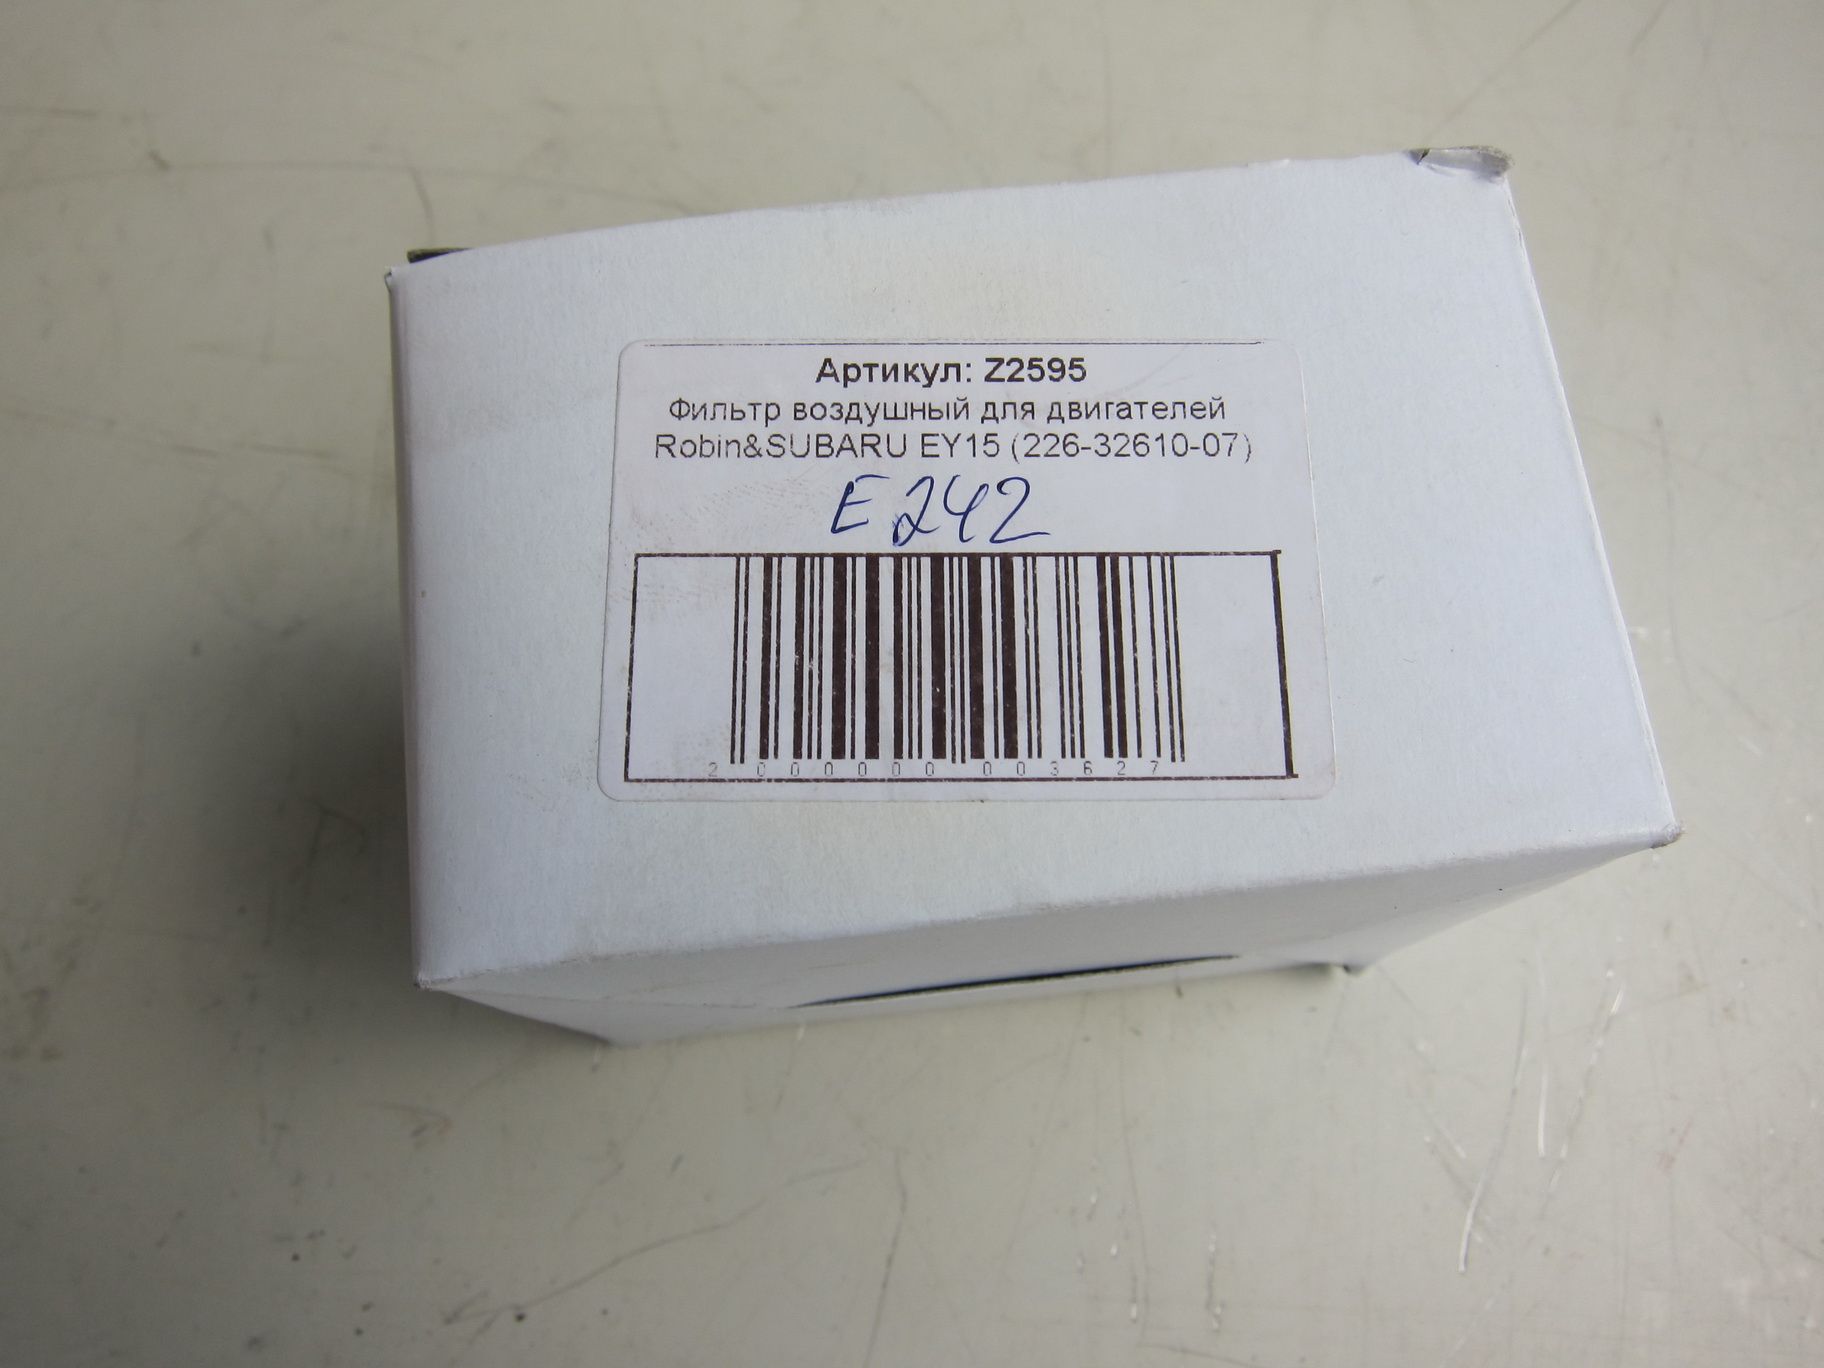 Артикул: Z2595
Фильтр воздушный для двигателей
Robin&SUBARU EY15 (226-32610-07)
E242
2 000000 003627